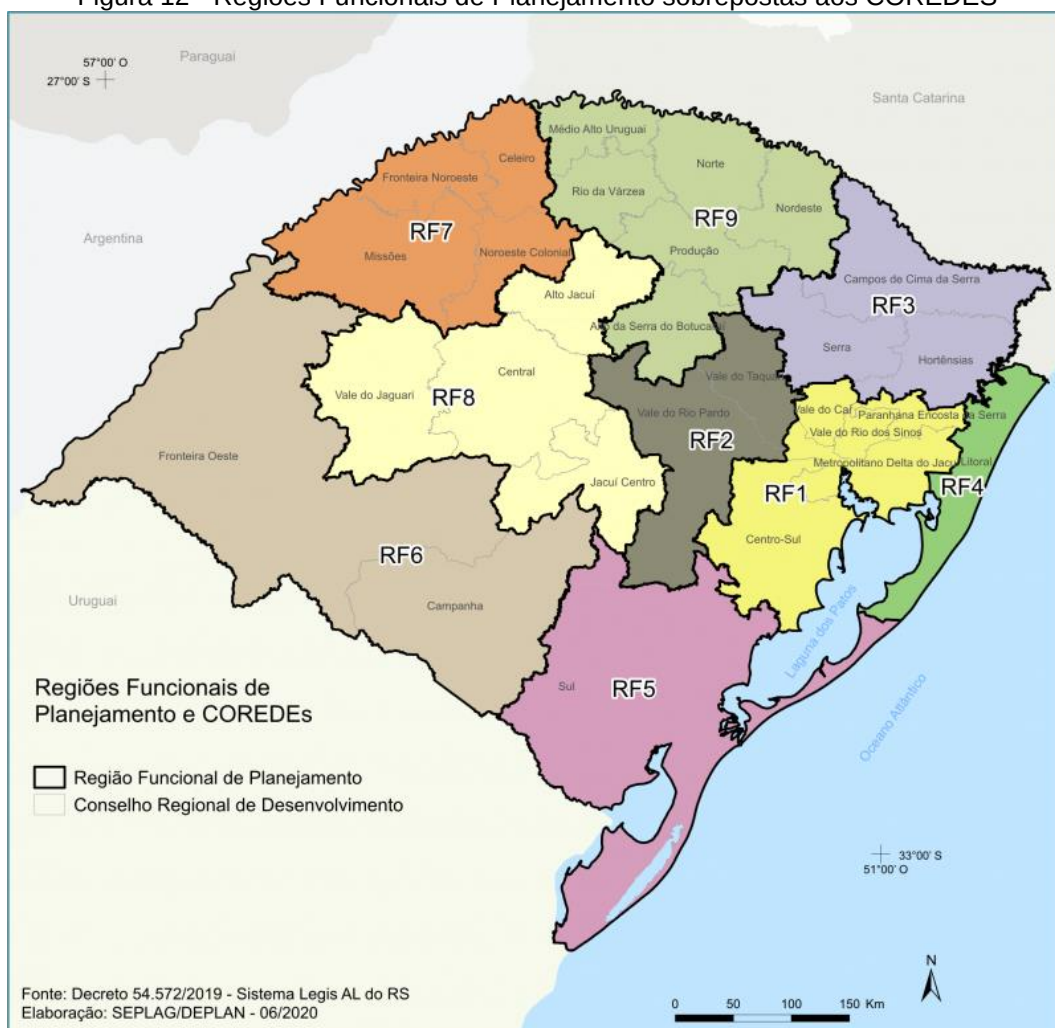 Figura 12 - Regiões Funcionais de Planejamento sobrepostas aos COREDES
57°00' O
27°00' S
Paraguai
Santa Catarina
Argentina
Uruguai
Médio Alto Uruguai
Norte
Celeiro
Fronteira Noroeste
Rio da Várzea
Nordeste
RF7
RF9
Missões
Noroeste Colonial
Produção
Campos de Cima da Serra
RF3
Alto Jacuí
Alto da Serra do Botucaraí
Serra
Hortênsias
Central
Vale do Taquari
Vale do Jaguari
RF8
Vale do Rio Pardo
Vale do Caí
Paranhana Encosta da Serra
RF2
Vale do Rio dos Sinos
Fronteira Oeste
Metropolitano Delta do Jacuí
Litoral
Jacuí Centro
RF1
RF4
Centro-Sul
RF6
Campanha
Laguna dos Patos
Sul
RF5
Oceano Atlântico
Regiões Funcionais de
Planejamento e COREDEs
Região Funcional de Planejamento
Conselho Regional de Desenvolvimento
33°00' S
51°00' O
N
Fonte: Decreto 54.572/2019 - Sistema Legis AL do RS
Elaboração: SEPLAG/DEPLAN - 06/2020
0 50 100 150 Km